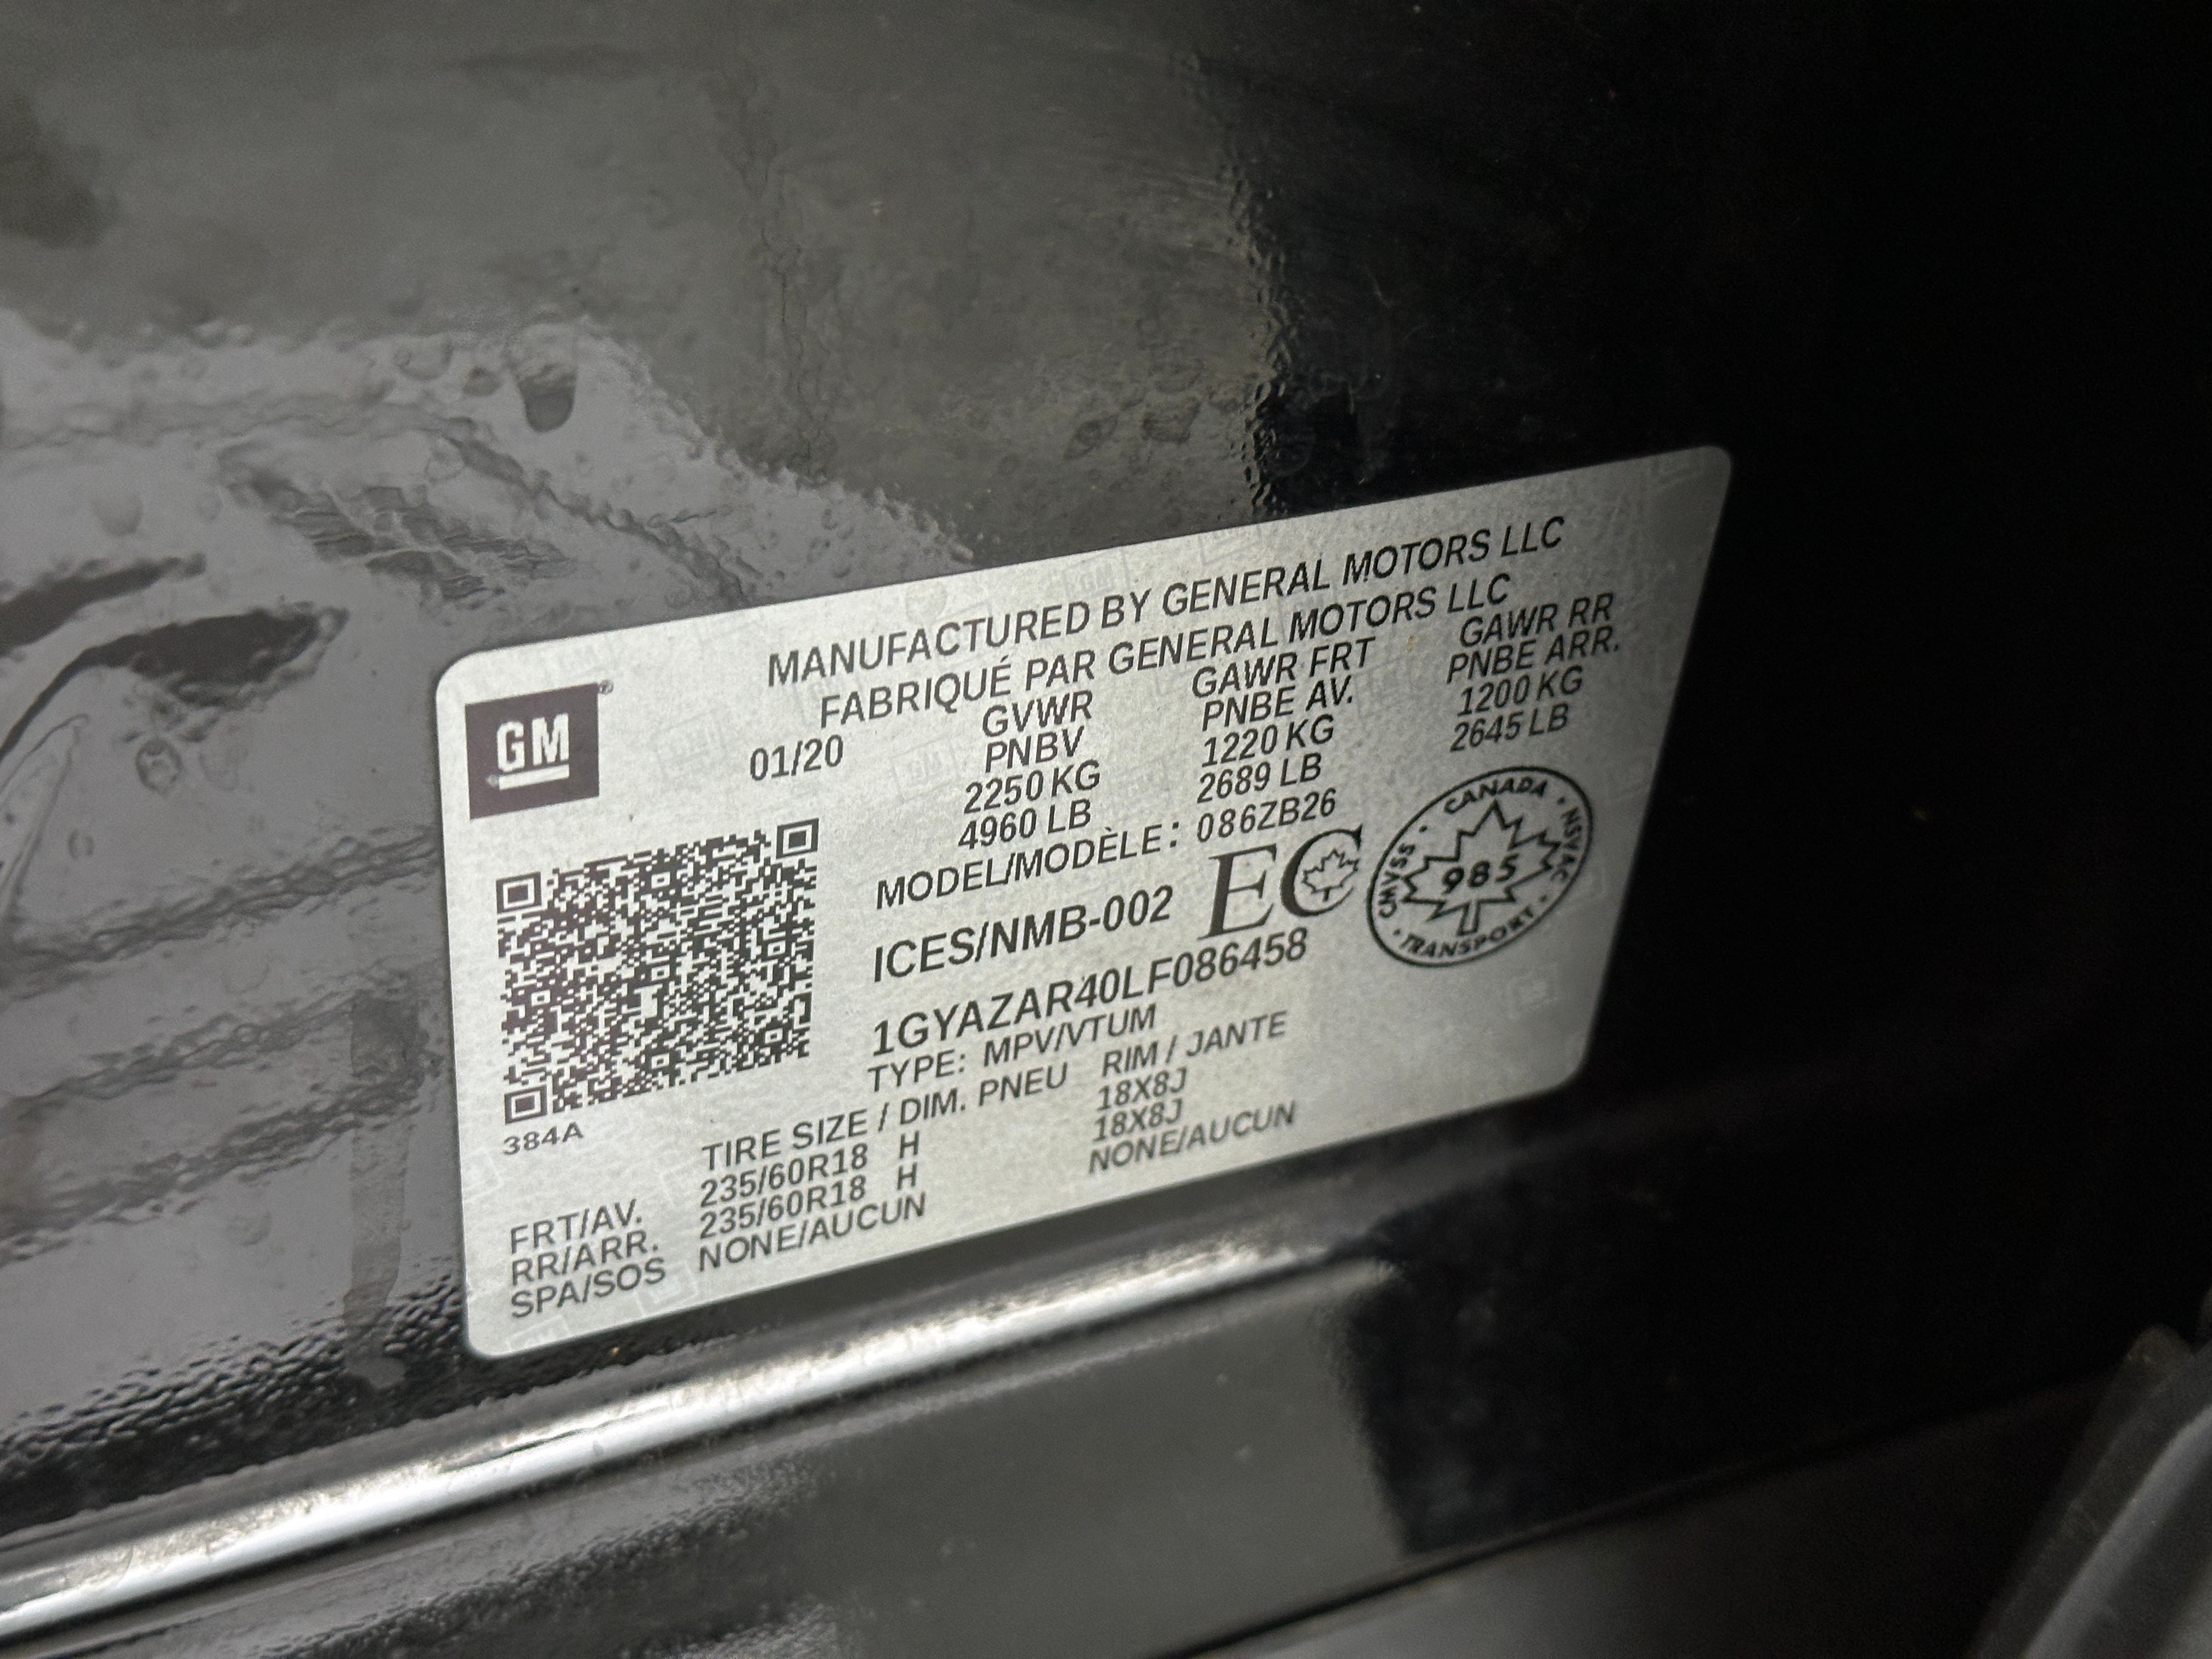 MANUFACTURED BY GENERAL MOTORS LLC
FABRIQUÉ PAR GENERAL MOTORS LLC
GM
01/20
GVWR GAWR FRT GAWR RR
PNBV PNBE AV. PNBE ARR.
2250 KG 1220 KG 1200 KG
4960 LB 2689 LB 2645 LB
MODEL/MODÈLE: 086ZB26
ICES/NMB-002 EC
CANADA • NSVAC • TRANSPORT • CMVSS •
985
1GYAZAR40LF086458
TYPE: MPV/VTUM
384A
TIRE SIZE / DIM. PNEU RIM / JANTE
FRT/AV. 235/60R18 H 18X8J
RR/ARR. 235/60R18 H 18X8J
SPA/SOS NONE/AUCUN NONE/AUCUN